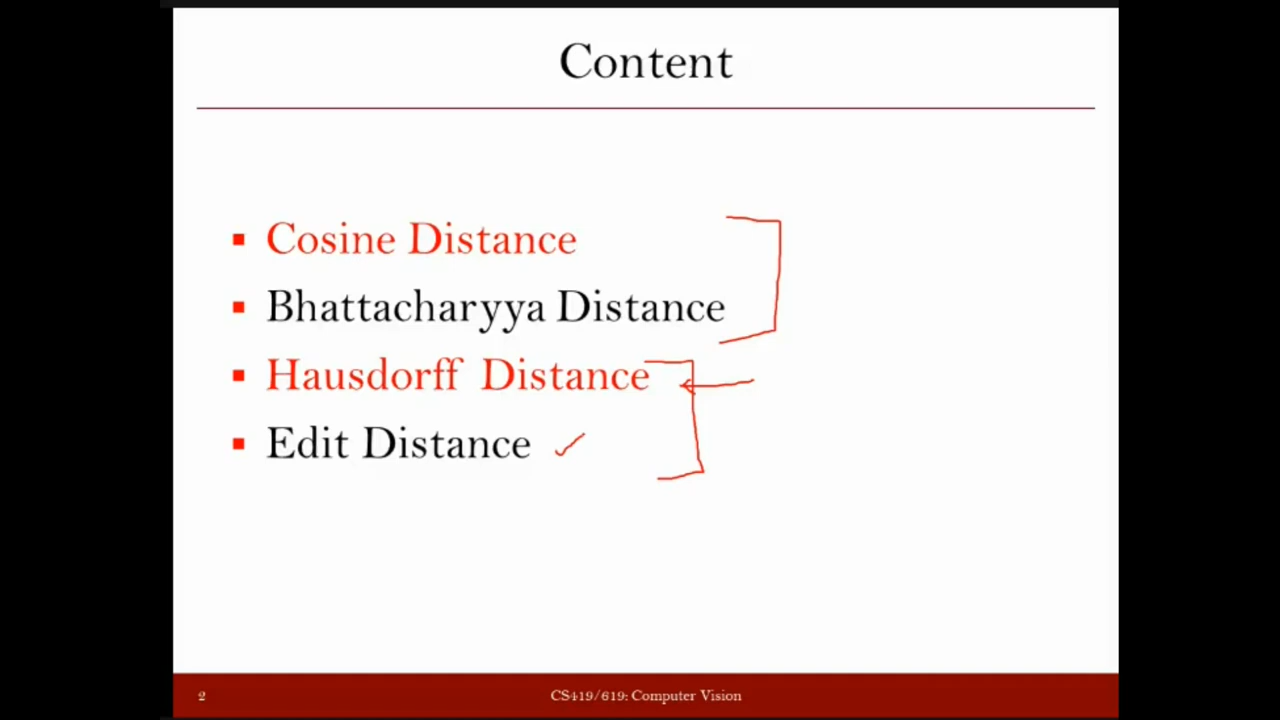 Content
Cosine Distance
Bhattacharyya Distance
Hausdorff Distance
Edit Distance
2
CS419/619: Computer Vision